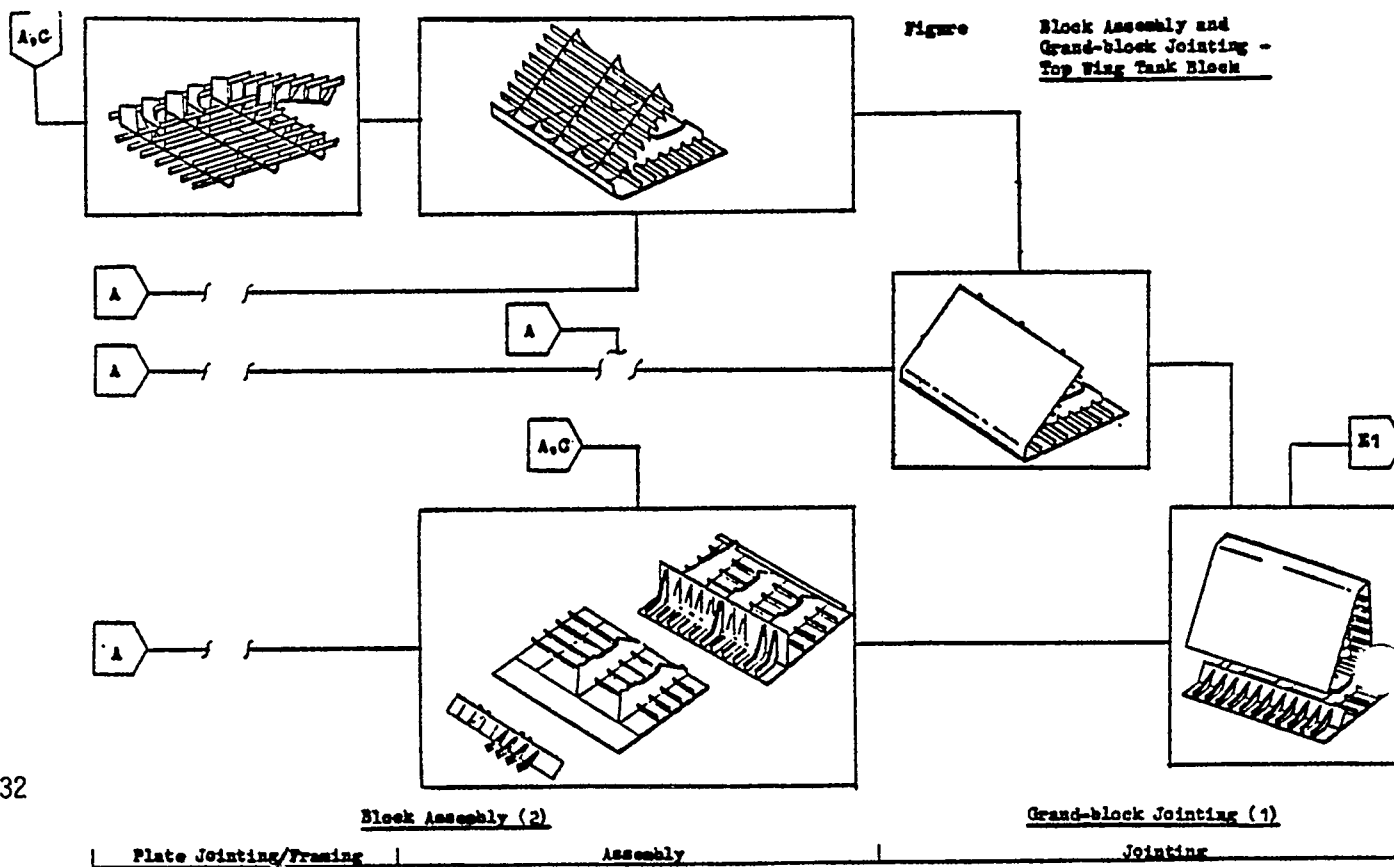 A,C
Figure
Block Assembly and
Grand-block Jointing -
Top Wing Tank Block
A
A
A
A,C
E1
A
32
Block Assembly (2)
Grand-block Jointing (1)
Plate Jointing/Framing
Assembly
Jointing